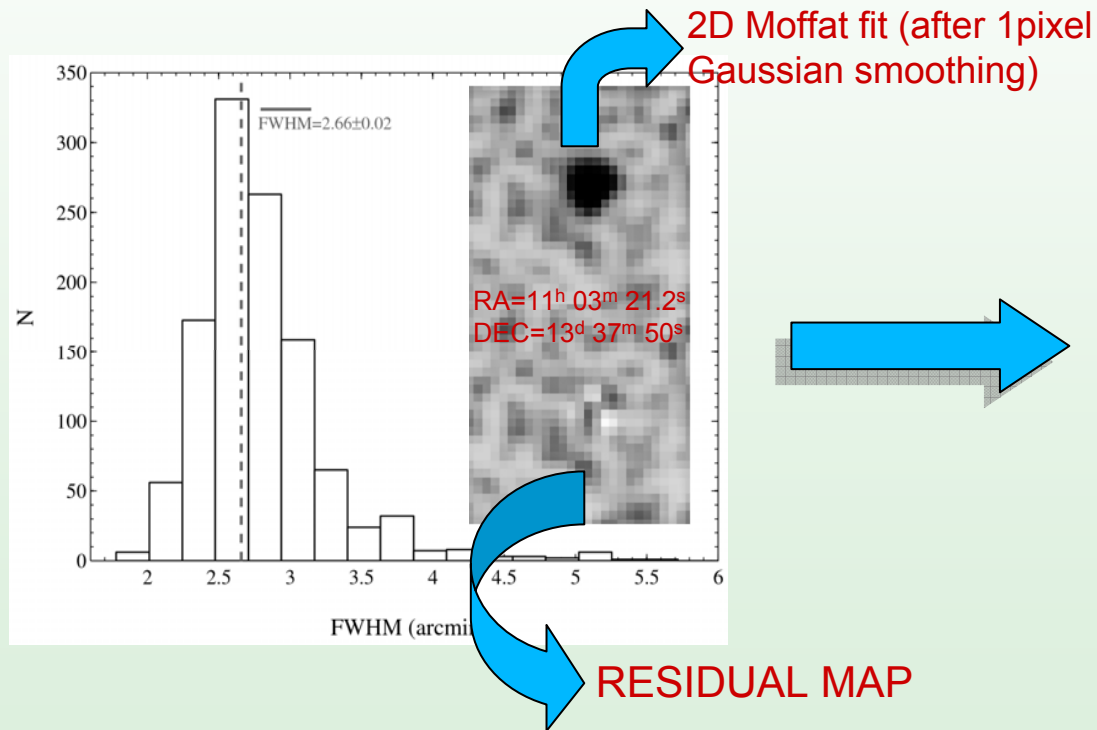 2D Moffat fit (after 1pixel
Gaussian smoothing)
350
300
250
200
150
100
50
0
N
FWHM=2.66±0.02
RA=11ʰ 03ᵐ 21.2ˢ
DEC=13ᵈ 37ᵐ 50ˢ
2 2.5 3 3.5 4 4.5 5 5.5 6
FWHM (arcmi
RESIDUAL MAP